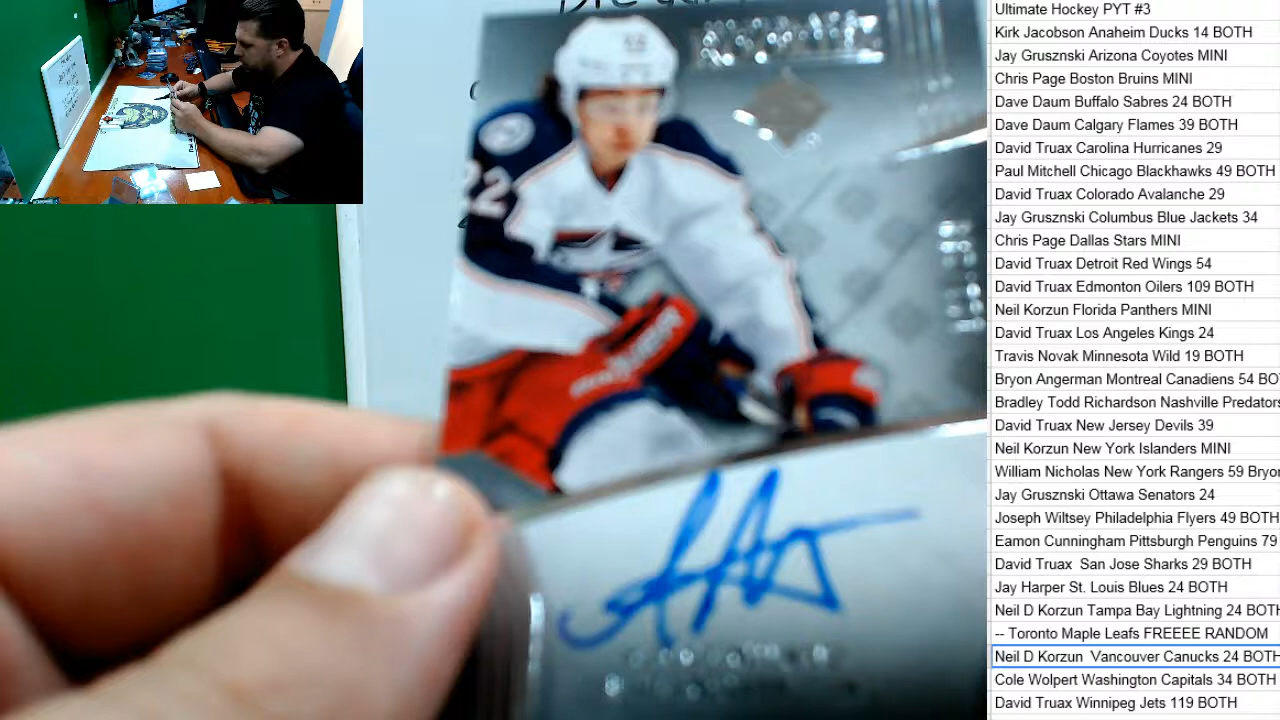 Ultimate Hockey PYT #3
Kirk Jacobson Anaheim Ducks 14 BOTH
Jay Grusznski Arizona Coyotes MINI
Chris Page Boston Bruins MINI
Dave Daum Buffalo Sabres 24 BOTH
Dave Daum Calgary Flames 39 BOTH
David Truax Carolina Hurricanes 29
Paul Mitchell Chicago Blackhawks 49 BOTH
David Truax Colorado Avalanche 29
Jay Grusznski Columbus Blue Jackets 34
Chris Page Dallas Stars MINI
David Truax Detroit Red Wings 54
David Truax Edmonton Oilers 109 BOTH
Neil Korzun Florida Panthers MINI
David Truax Los Angeles Kings 24
Travis Novak Minnesota Wild 19 BOTH
Bryon Angerman Montreal Canadiens 54 BO
Bradley Todd Richardson Nashville Predators
David Truax New Jersey Devils 39
Neil Korzun New York Islanders MINI
William Nicholas New York Rangers 59 Bryo
Jay Grusznski Ottawa Senators 24
Joseph Wiltsey Philadelphia Flyers 49 BOTH
Eamon Cunningham Pittsburgh Penguins 79
David Truax  San Jose Sharks 29 BOTH
Jay Harper St. Louis Blues 24 BOTH
Neil D Korzun Tampa Bay Lightning 24 BOTH
-- Toronto Maple Leafs FREEEE RANDOM
Neil D Korzun  Vancouver Canucks 24 BOTH
Cole Wolpert Washington Capitals 34 BOTH
David Truax Winnipeg Jets 119 BOTH
22